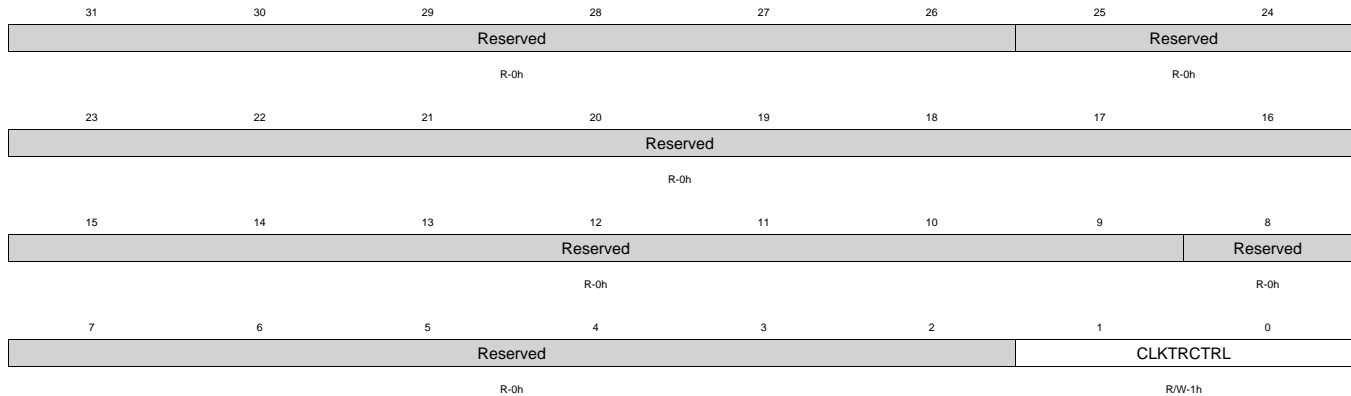 31 30 29 28 27 26 25 24
Reserved Reserved
R-0h R-0h
23 22 21 20 19 18 17 16
Reserved
R-0h
15 14 13 12 11 10 9 8
Reserved Reserved
R-0h R-0h
7 6 5 4 3 2 1 0
Reserved CLKTRCTRL
R-0h R/W-1h